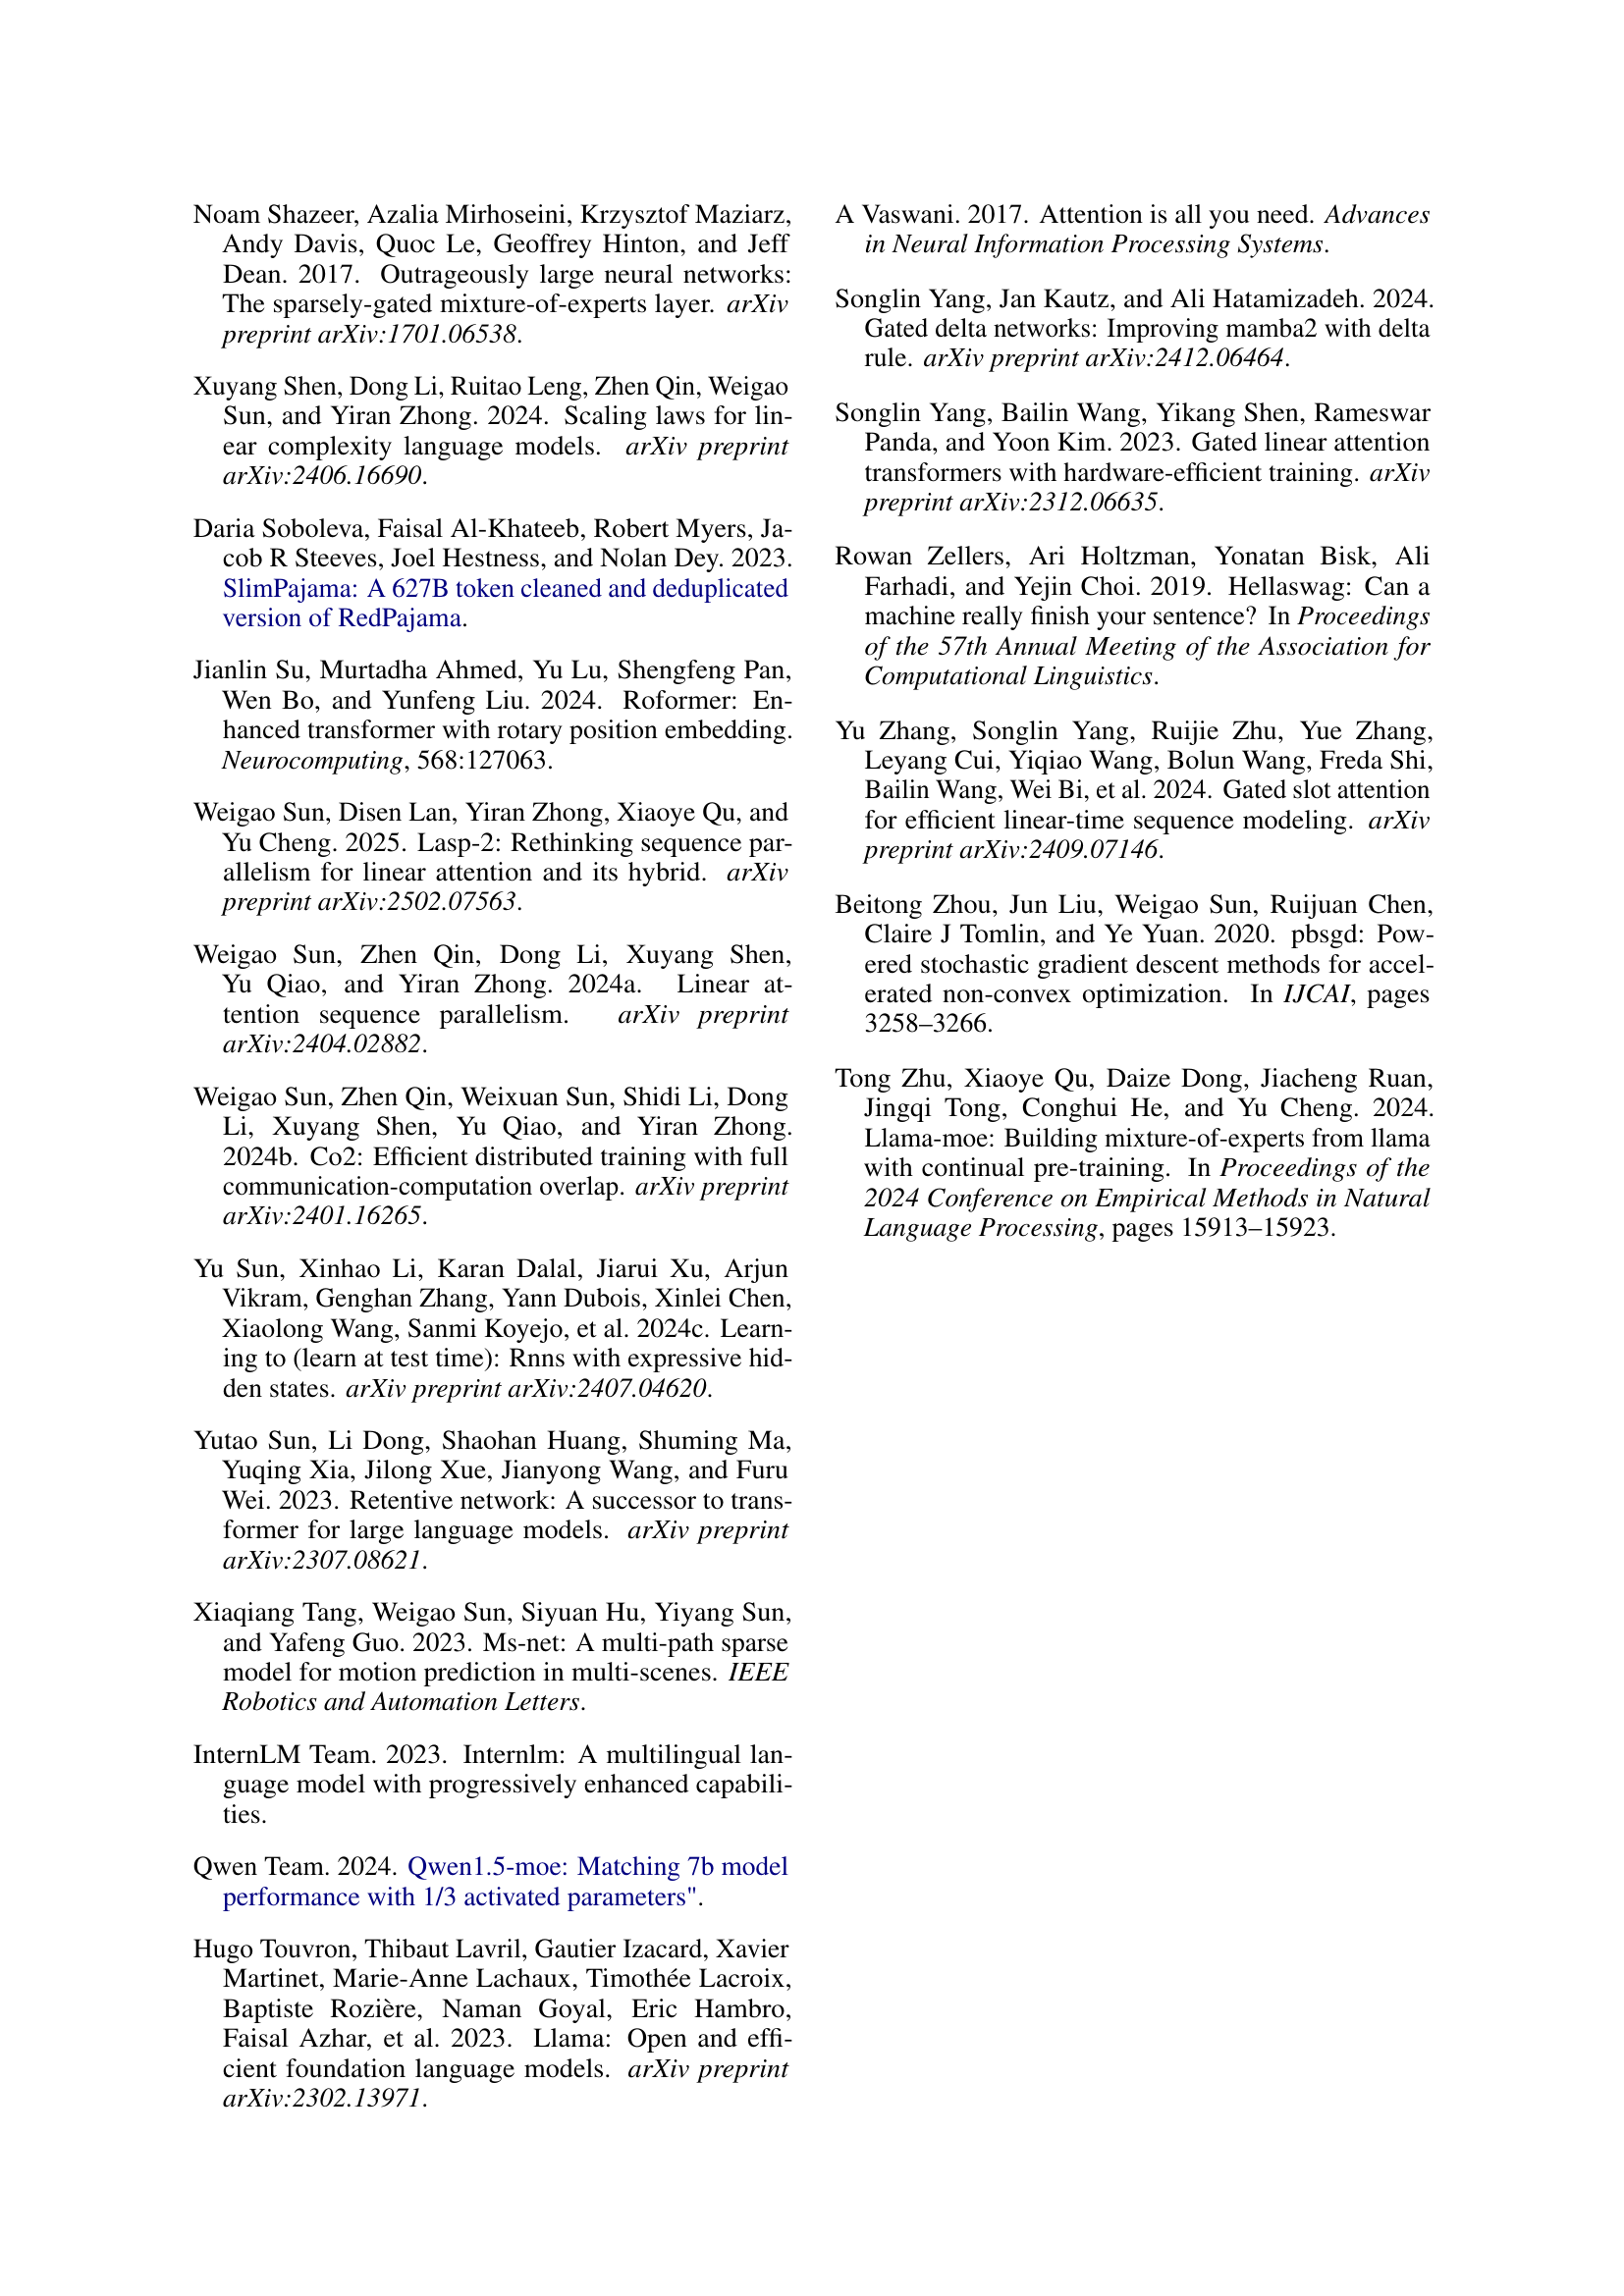 Noam Shazeer, Azalia Mirhoseini, Krzysztof Maziarz,
Andy Davis, Quoc Le, Geoffrey Hinton, and Jeff
Dean. 2017. Outrageously large neural networks:
The sparsely-gated mixture-of-experts layer. arXiv
preprint arXiv:1701.06538.
Xuyang Shen, Dong Li, Ruitao Leng, Zhen Qin, Weigao
Sun, and Yiran Zhong. 2024. Scaling laws for lin-
ear complexity language models. arXiv preprint
arXiv:2406.16690.
Daria Soboleva, Faisal Al-Khateeb, Robert Myers, Ja-
cob R Steeves, Joel Hestness, and Nolan Dey. 2023.
SlimPajama: A 627B token cleaned and deduplicated
version of RedPajama.
Jianlin Su, Murtadha Ahmed, Yu Lu, Shengfeng Pan,
Wen Bo, and Yunfeng Liu. 2024. Roformer: En-
hanced transformer with rotary position embedding.
Neurocomputing, 568:127063.
Weigao Sun, Disen Lan, Yiran Zhong, Xiaoye Qu, and
Yu Cheng. 2025. Lasp-2: Rethinking sequence par-
allelism for linear attention and its hybrid. arXiv
preprint arXiv:2502.07563.
Weigao Sun, Zhen Qin, Dong Li, Xuyang Shen,
Yu Qiao, and Yiran Zhong. 2024a. Linear at-
tention sequence parallelism. arXiv preprint
arXiv:2404.02882.
Weigao Sun, Zhen Qin, Weixuan Sun, Shidi Li, Dong
Li, Xuyang Shen, Yu Qiao, and Yiran Zhong.
2024b. Co2: Efficient distributed training with full
communication-computation overlap. arXiv preprint
arXiv:2401.16265.
Yu Sun, Xinhao Li, Karan Dalal, Jiarui Xu, Arjun
Vikram, Genghan Zhang, Yann Dubois, Xinlei Chen,
Xiaolong Wang, Sanmi Koyejo, et al. 2024c. Learn-
ing to (learn at test time): Rnns with expressive hid-
den states. arXiv preprint arXiv:2407.04620.
Yutao Sun, Li Dong, Shaohan Huang, Shuming Ma,
Yuqing Xia, Jilong Xue, Jianyong Wang, and Furu
Wei. 2023. Retentive network: A successor to trans-
former for large language models. arXiv preprint
arXiv:2307.08621.
Xiaqiang Tang, Weigao Sun, Siyuan Hu, Yiyang Sun,
and Yafeng Guo. 2023. Ms-net: A multi-path sparse
model for motion prediction in multi-scenes. IEEE
Robotics and Automation Letters.
InternLM Team. 2023. Internlm: A multilingual lan-
guage model with progressively enhanced capabili-
ties.
Qwen Team. 2024. Qwen1.5-moe: Matching 7b model
performance with 1/3 activated parameters".
Hugo Touvron, Thibaut Lavril, Gautier Izacard, Xavier
Martinet, Marie-Anne Lachaux, Timothée Lacroix,
Baptiste Rozière, Naman Goyal, Eric Hambro,
Faisal Azhar, et al. 2023. Llama: Open and effi-
cient foundation language models. arXiv preprint
arXiv:2302.13971.
A Vaswani. 2017. Attention is all you need. Advances
in Neural Information Processing Systems.
Songlin Yang, Jan Kautz, and Ali Hatamizadeh. 2024.
Gated delta networks: Improving mamba2 with delta
rule. arXiv preprint arXiv:2412.06464.
Songlin Yang, Bailin Wang, Yikang Shen, Rameswar
Panda, and Yoon Kim. 2023. Gated linear attention
transformers with hardware-efficient training. arXiv
preprint arXiv:2312.06635.
Rowan Zellers, Ari Holtzman, Yonatan Bisk, Ali
Farhadi, and Yejin Choi. 2019. Hellaswag: Can a
machine really finish your sentence? In Proceedings
of the 57th Annual Meeting of the Association for
Computational Linguistics.
Yu Zhang, Songlin Yang, Ruijie Zhu, Yue Zhang,
Leyang Cui, Yiqiao Wang, Bolun Wang, Freda Shi,
Bailin Wang, Wei Bi, et al. 2024. Gated slot attention
for efficient linear-time sequence modeling. arXiv
preprint arXiv:2409.07146.
Beitong Zhou, Jun Liu, Weigao Sun, Ruijuan Chen,
Claire J Tomlin, and Ye Yuan. 2020. pbsgd: Pow-
ered stochastic gradient descent methods for accel-
erated non-convex optimization. In IJCAI, pages
3258–3266.
Tong Zhu, Xiaoye Qu, Daize Dong, Jiacheng Ruan,
Jingqi Tong, Conghui He, and Yu Cheng. 2024.
Llama-moe: Building mixture-of-experts from llama
with continual pre-training. In Proceedings of the
2024 Conference on Empirical Methods in Natural
Language Processing, pages 15913–15923.